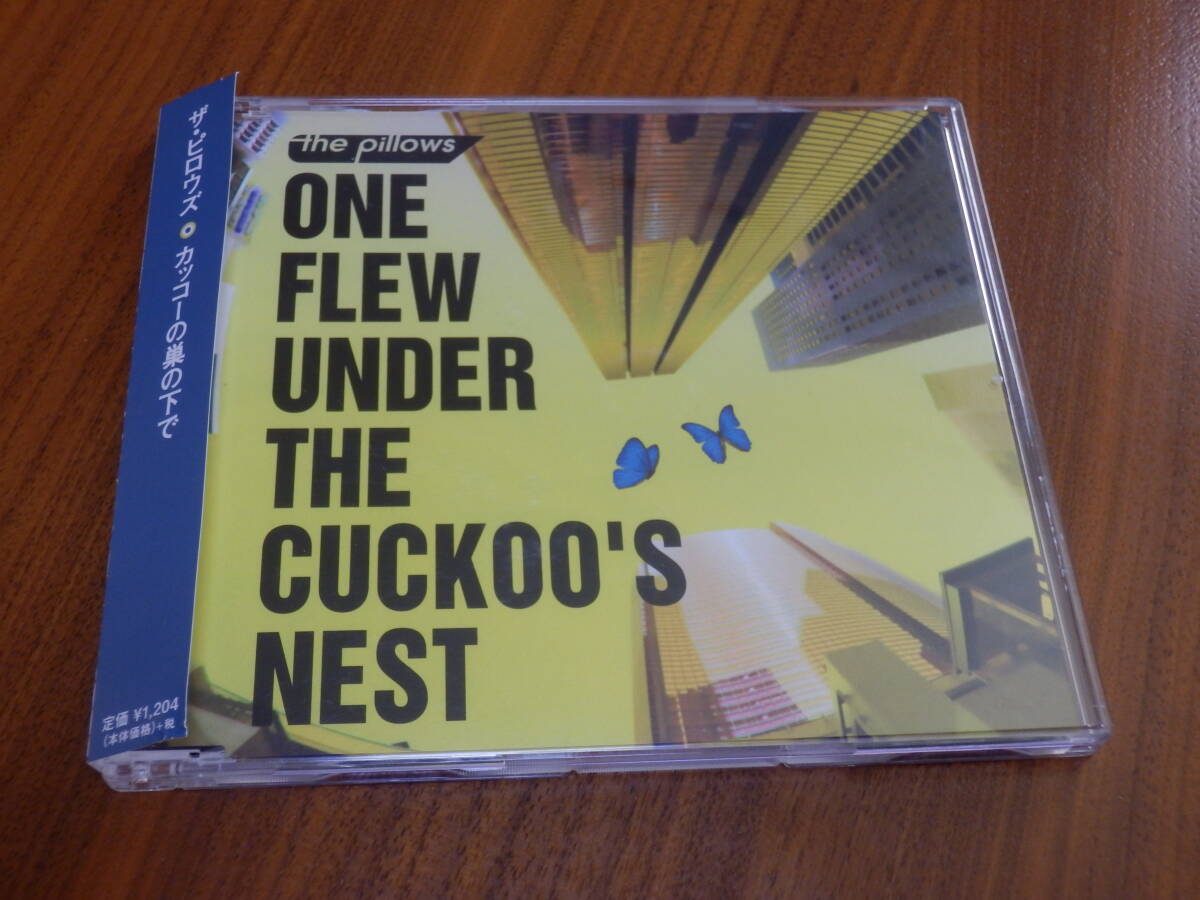 ザ・ピロウズ カッコーの巣の下で
定価 ¥1,204
(本体価格)+税
the pillows
ONE
FLEW
UNDER
THE
CUCKOO'S
NEST